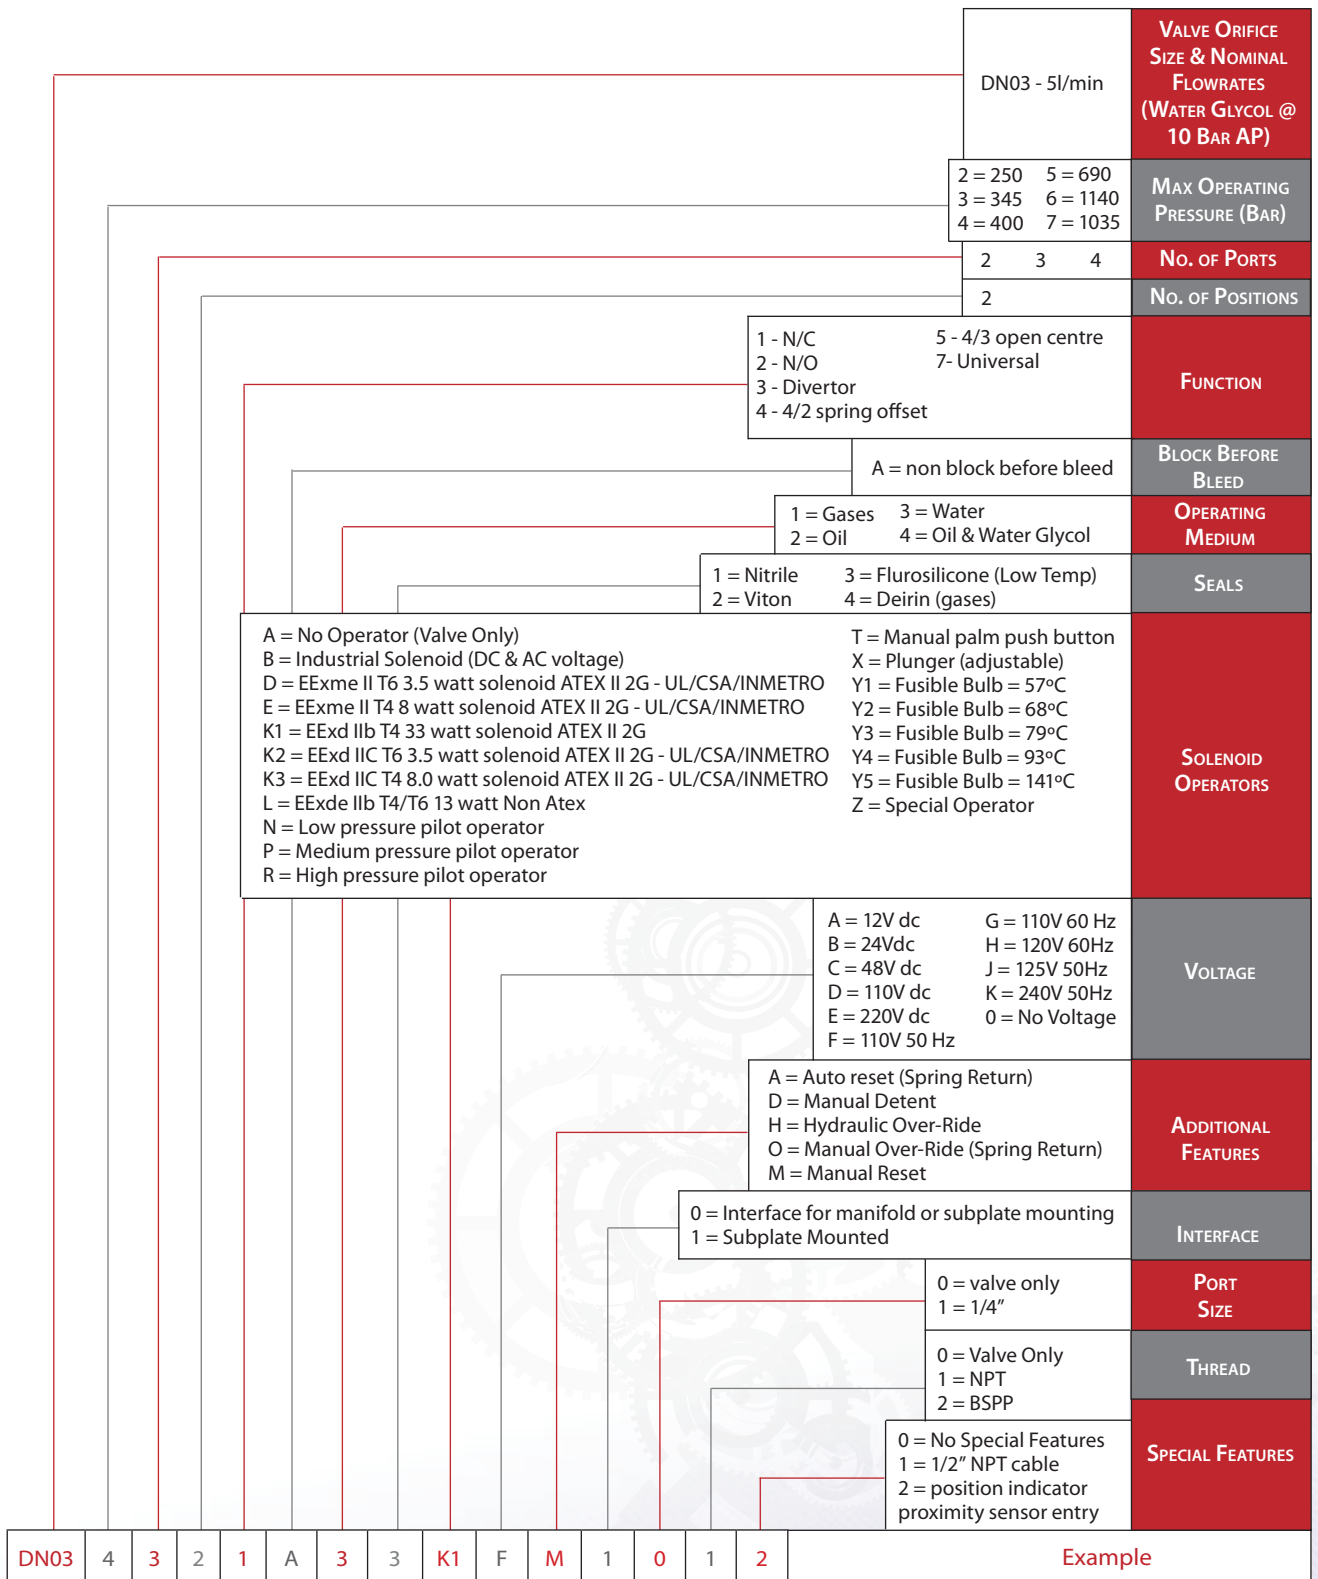 DN03 - 5l/min
VALVE ORIFICE
SIZE & NOMINAL
FLOWRATES
(WATER GLYCOL @
10 BAR AP)
2 = 250 5 = 690
3 = 345 6 = 1140
4 = 400 7 = 1035
MAX OPERATING
PRESSURE (BAR)
2 3 4
NO. OF PORTS
2
NO. OF POSITIONS
1 - N/C 5 - 4/3 open centre
2 - N/O 7- Universal
3 - Divertor
4 - 4/2 spring offset
FUNCTION
A = non block before bleed
BLOCK BEFORE
BLEED
1 = Gases 3 = Water
2 = Oil 4 = Oil & Water Glycol
OPERATING
MEDIUM
1 = Nitrile 3 = Flurosilicone (Low Temp)
2 = Viton 4 = Deirin (gases)
SEALS
A = No Operator (Valve Only)
B = Industrial Solenoid (DC & AC voltage)
D = EExme II T6 3.5 watt solenoid ATEX II 2G - UL/CSA/INMETRO
E = EExme II T4 8 watt solenoid ATEX II 2G - UL/CSA/INMETRO
K1 = EExd IIb T4 33 watt solenoid ATEX II 2G
K2 = EExd IIC T6 3.5 watt solenoid ATEX II 2G - UL/CSA/INMETRO
K3 = EExd IIC T4 8.0 watt solenoid ATEX II 2G - UL/CSA/INMETRO
L = EExde IIb T4/T6 13 watt Non Atex
N = Low pressure pilot operator
P = Medium pressure pilot operator
R = High pressure pilot operator
T = Manual palm push button
X = Plunger (adjustable)
Y1 = Fusible Bulb = 57ºC
Y2 = Fusible Bulb = 68ºC
Y3 = Fusible Bulb = 79ºC
Y4 = Fusible Bulb = 93ºC
Y5 = Fusible Bulb = 141ºC
Z = Special Operator
SOLENOID
OPERATORS
A = 12V dc G = 110V 60 Hz
B = 24Vdc H = 120V 60Hz
C = 48V dc J = 125V 50Hz
D = 110V dc K = 240V 50Hz
E = 220V dc 0 = No Voltage
F = 110V 50 Hz
VOLTAGE
A = Auto reset (Spring Return)
D = Manual Detent
H = Hydraulic Over-Ride
O = Manual Over-Ride (Spring Return)
M = Manual Reset
ADDITIONAL
FEATURES
0 = Interface for manifold or subplate mounting
1 = Subplate Mounted
INTERFACE
0 = valve only
1 = 1/4”
PORT
SIZE
0 = Valve Only
1 = NPT
2 = BSPP
THREAD
0 = No Special Features
1 = 1/2” NPT cable
2 = position indicator
proximity sensor entry
SPECIAL FEATURES
DN03 4 3 2 1 A 3 3 K1 F M 1 0 1 2 Example